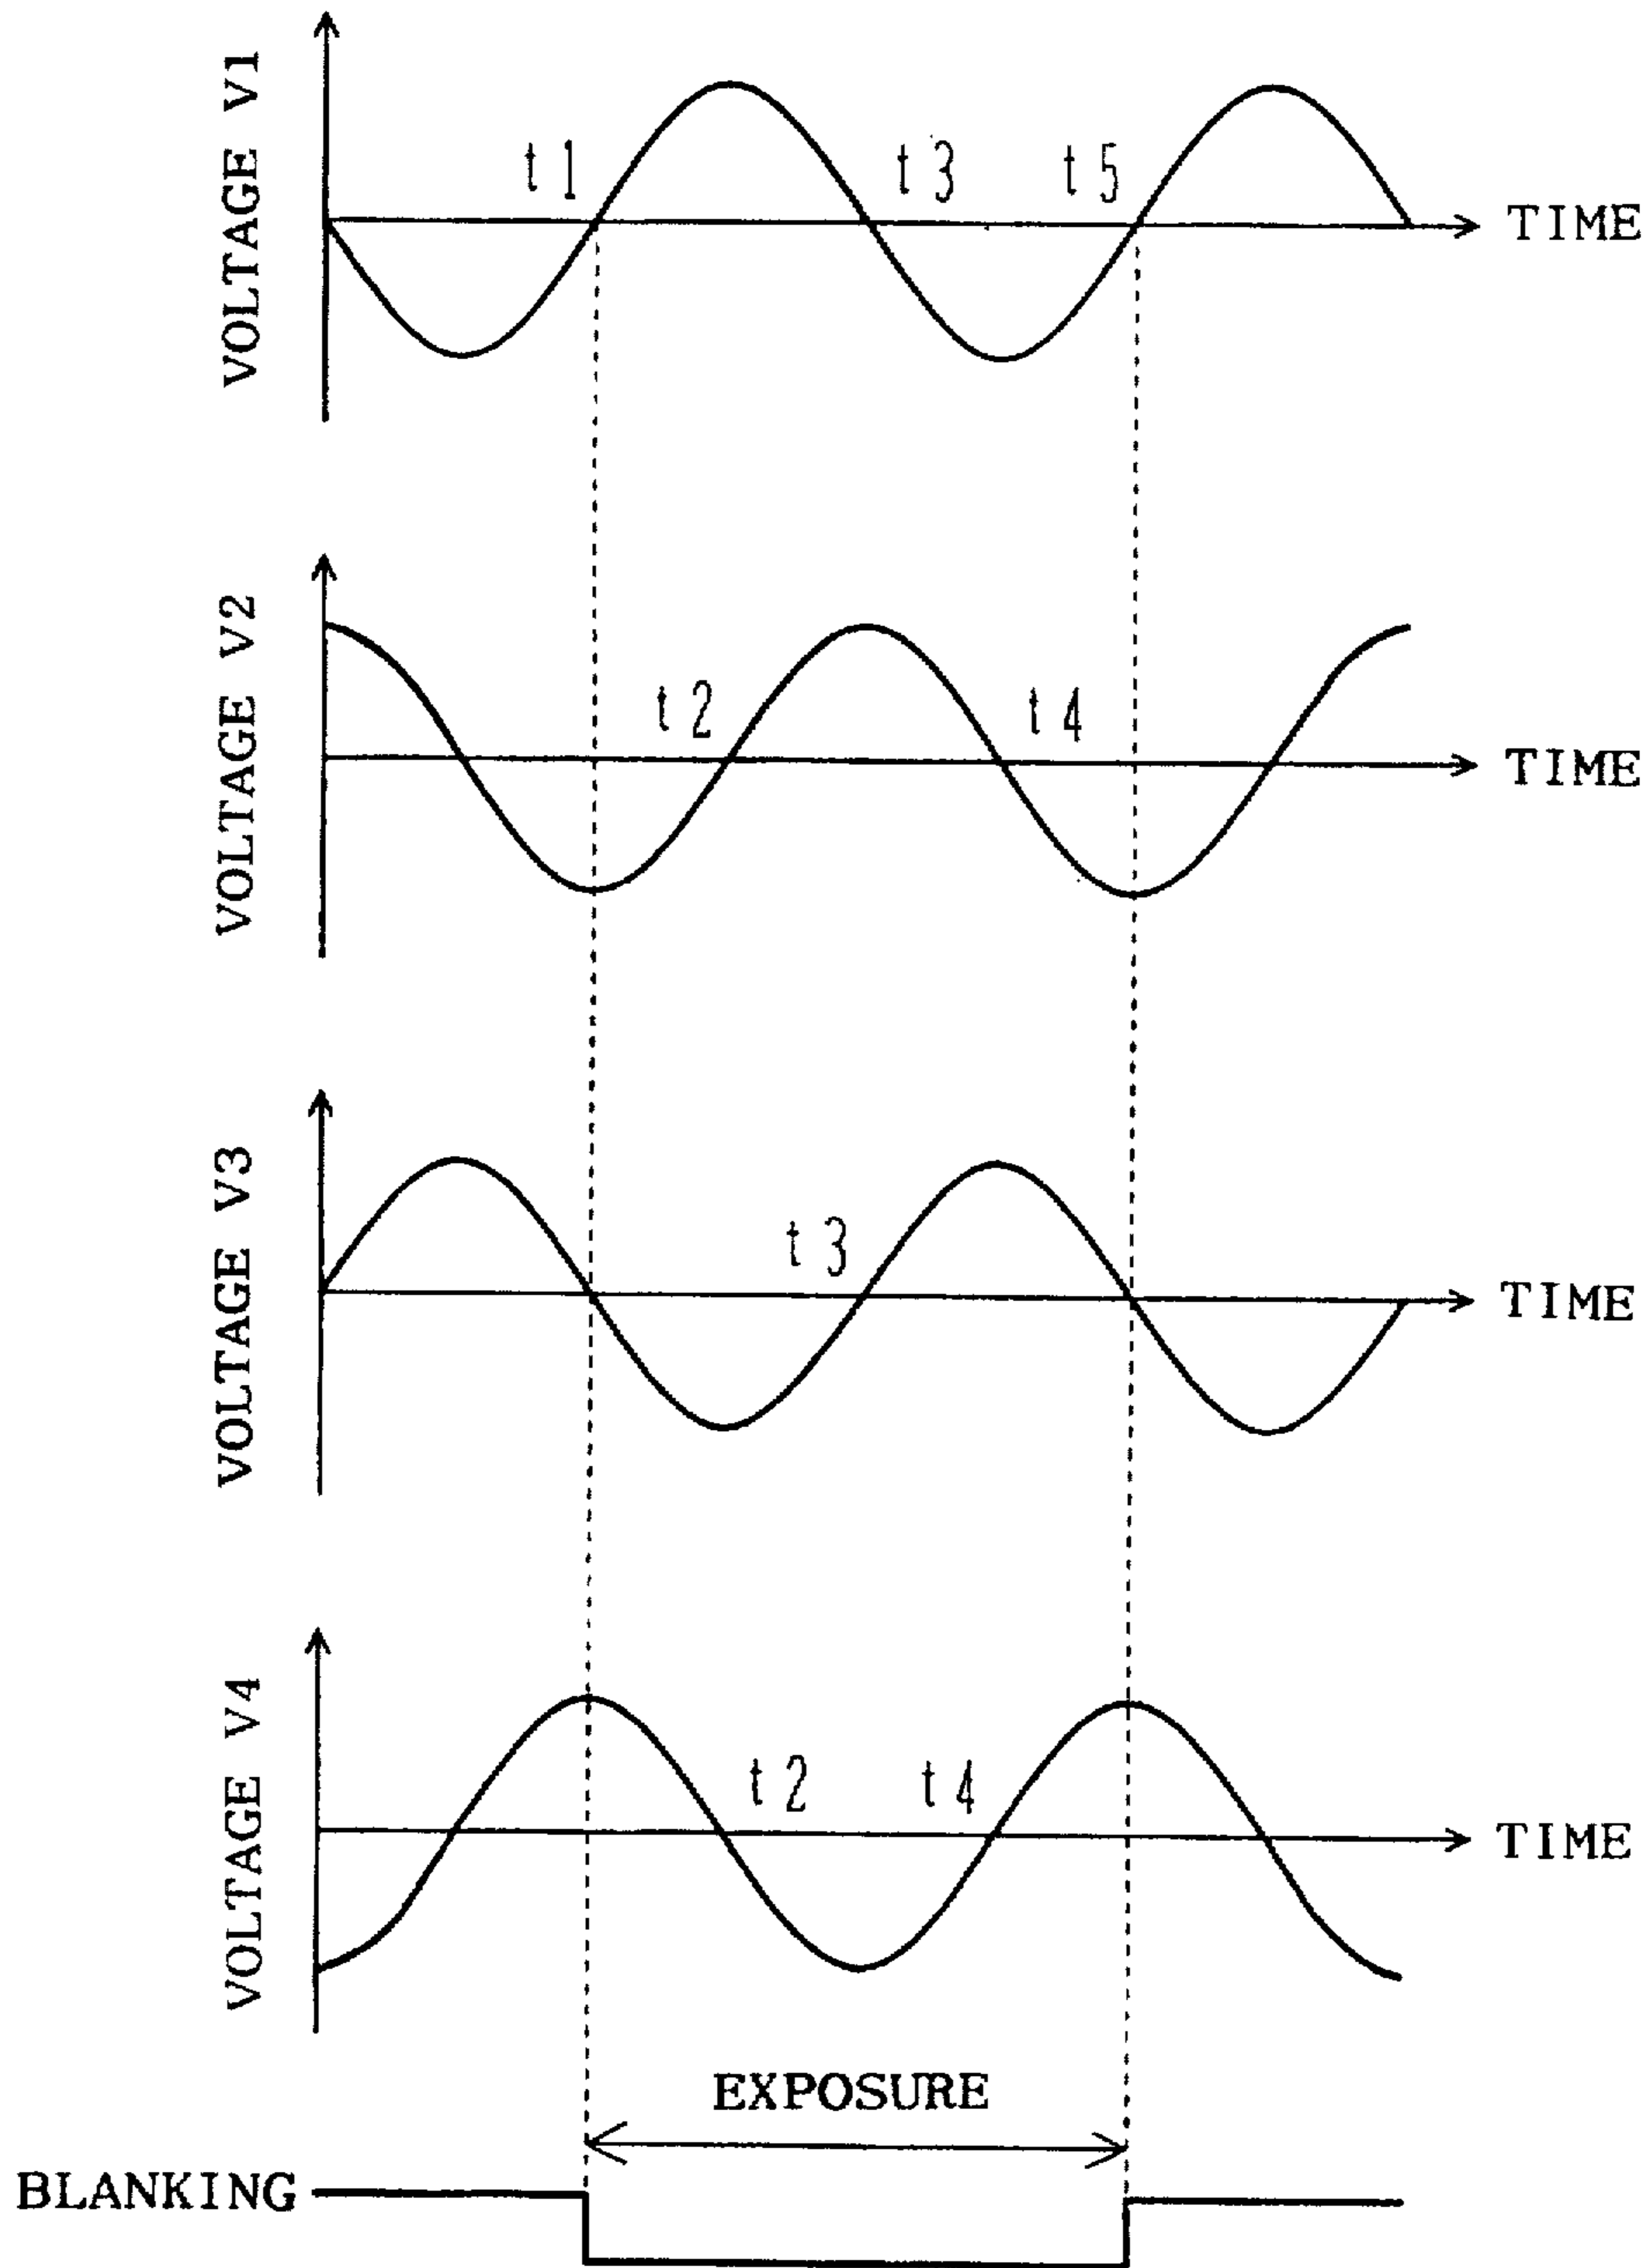 VOLTAGE V1
t1
t3
t5
TIME
VOLTAGE V2
t2
t4
TIME
VOLTAGE V3
t3
TIME
VOLTAGE V4
t2
t4
TIME
EXPOSURE
BLANKING